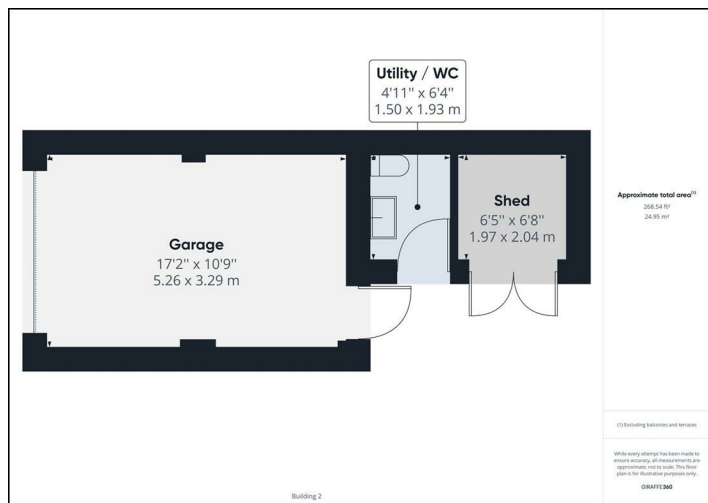 Utility / WC
4'11" x 6'4"
1.50 x 1.93 m
Shed
6'5" x 6'8"
1.97 x 2.04 m
Garage
17'2" x 10'9"
5.26 x 3.29 m
Building 2
Approximate total area(1)
268.54 ft²
24.95 m²
(1) Excluding balconies and terraces
While every attempt has been made to
ensure accuracy, all measurements are
approximate, not to scale. This floor
plan is for illustrative purposes only.
GIRAFFE360